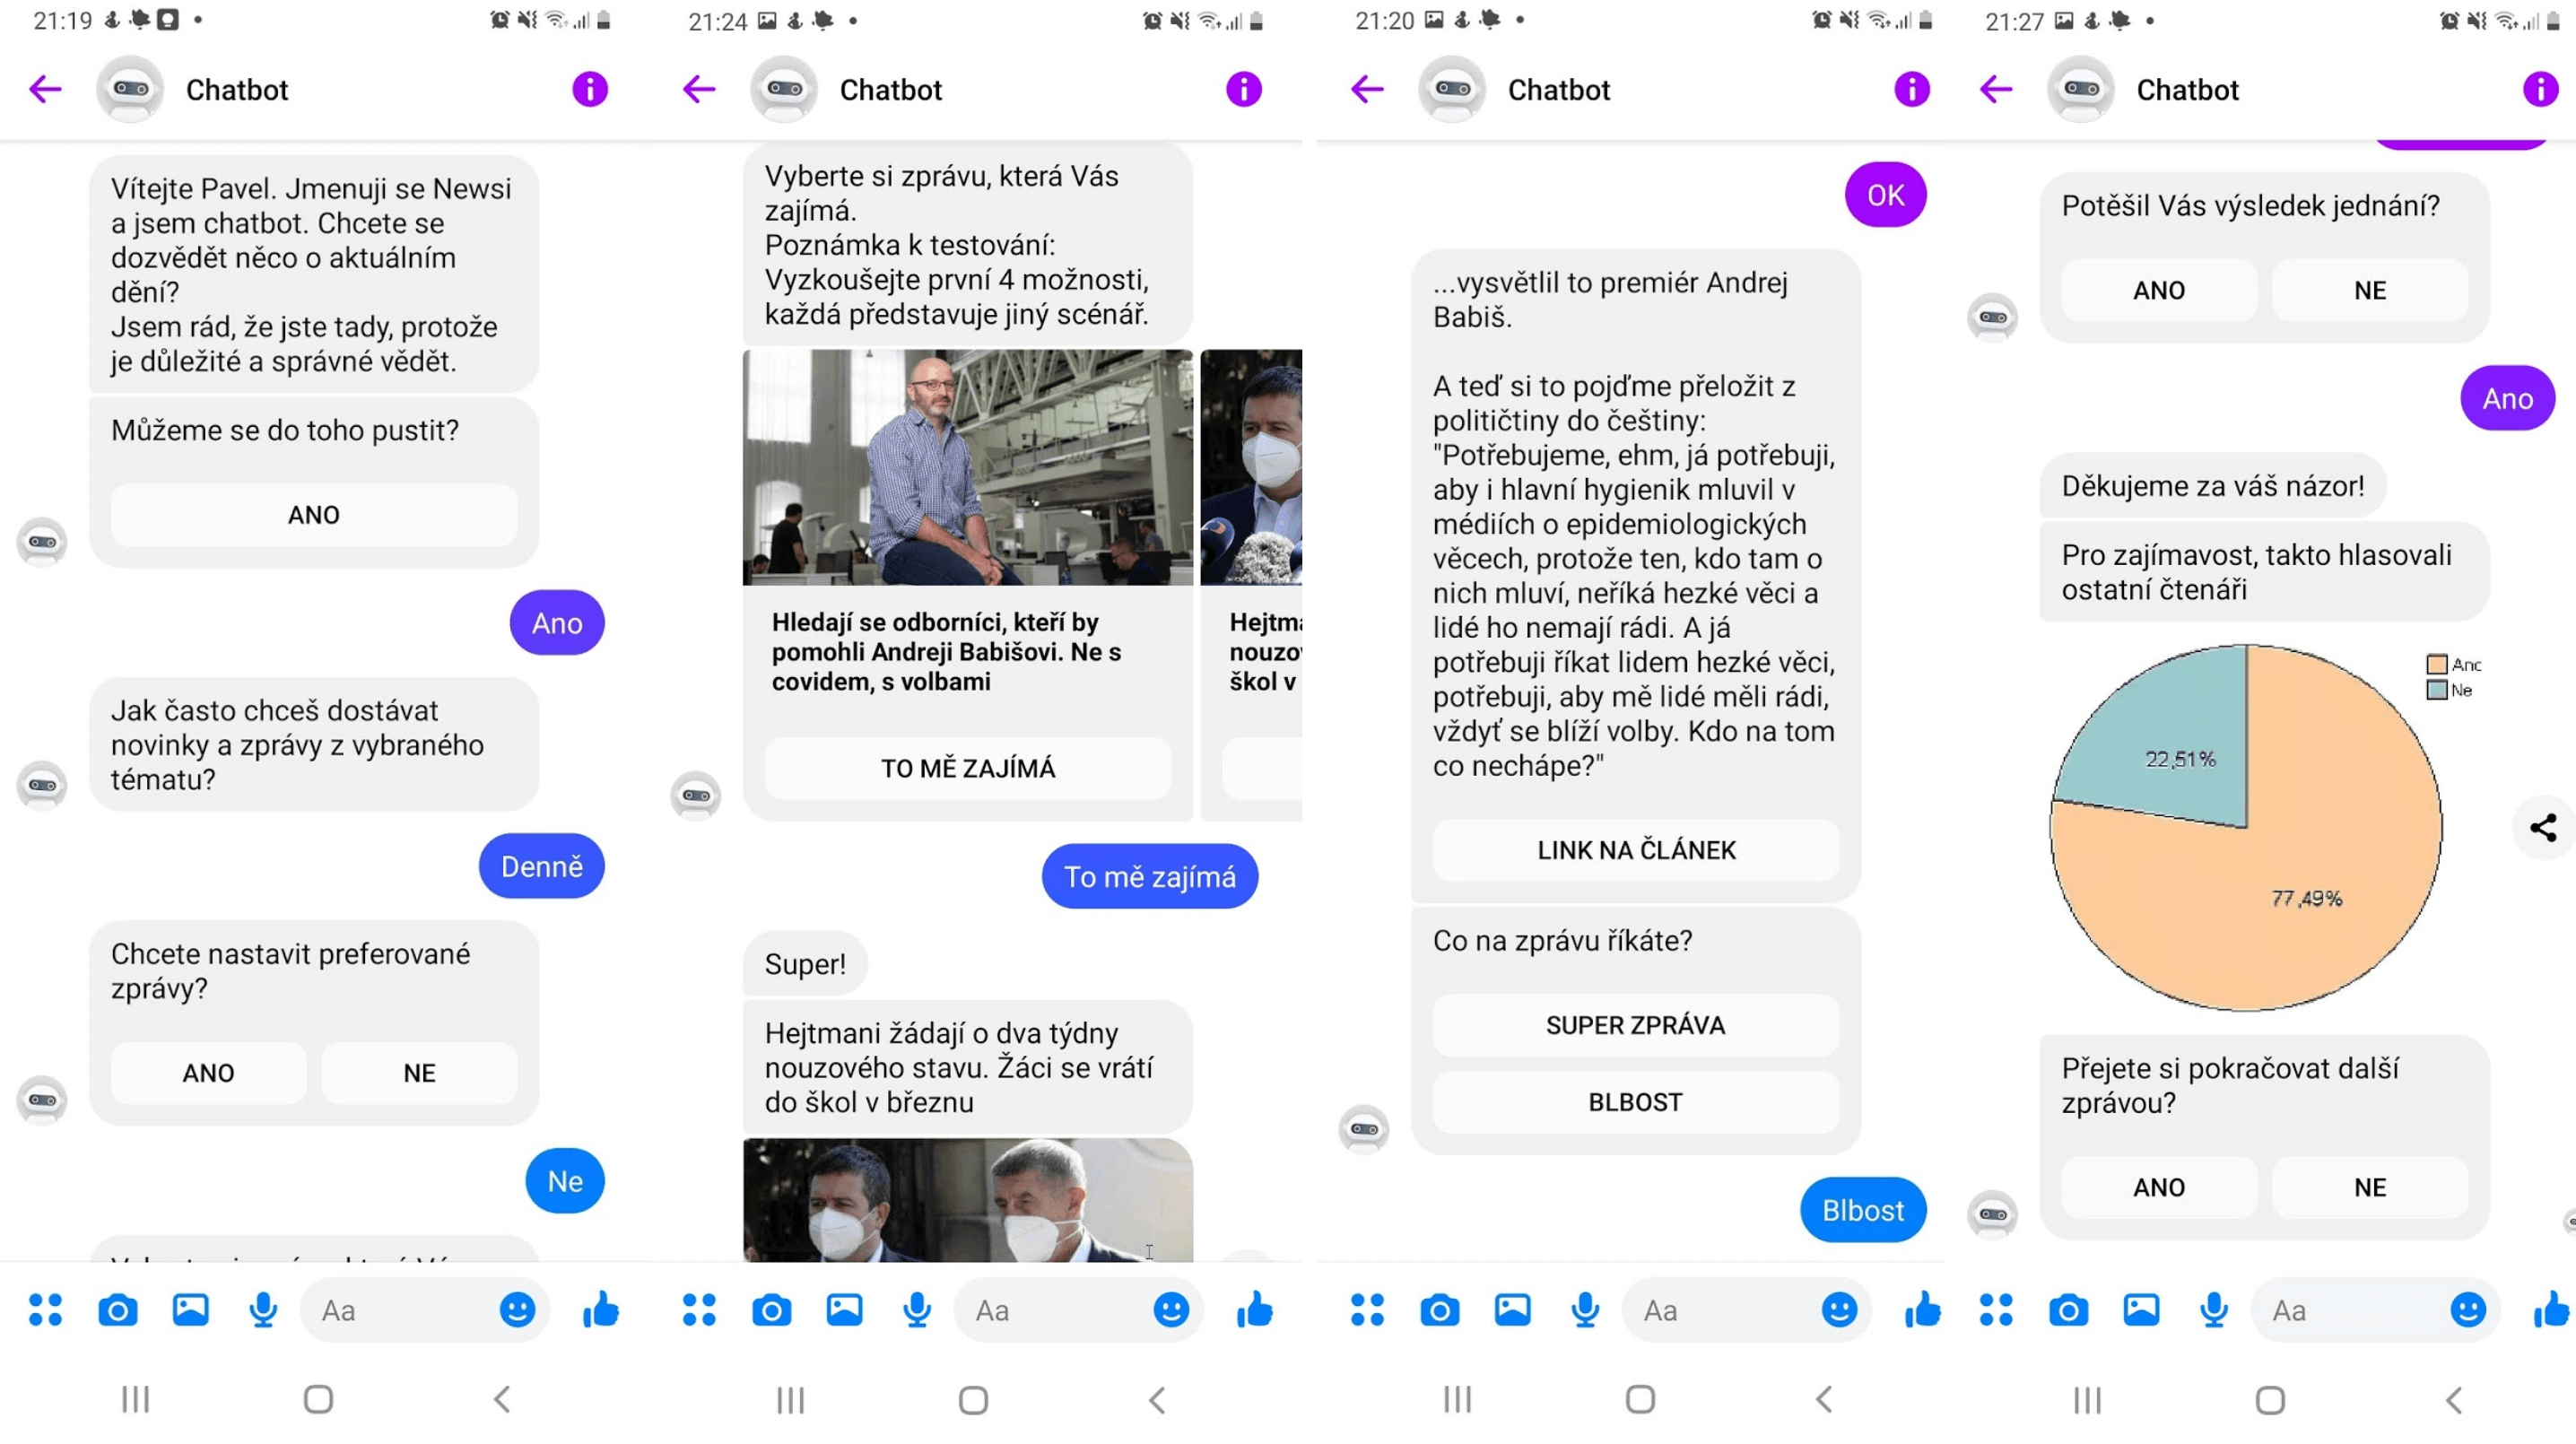 21:19
Chatbot
Vítejte Pavel. Jmenuji se Newsi
a jsem chatbot. Chcete se
dozvědět něco o aktuálním
dění?
Jsem rád, že jste tady, protože
je důležité a správné vědět.
Můžeme se do toho pustit?
ANO
Ano
Jak často chceš dostávat
novinky a zprávy z vybraného
tématu?
Denně
Chcete nastavit preferované
zprávy?
ANO
NE
Ne
Aa
21:24
Chatbot
Vyberte si zprávu, která Vás
zajímá.
Poznámka k testování:
Vyzkoušejte první 4 možnosti,
každá představuje jiný scénář.
Hledají se odborníci, kteří by
pomohli Andreji Babišovi. Ne s
covidem, s volbami
TO MĚ ZAJÍMÁ
Hejtma
nouzov
škol v
To mě zajímá
Super!
Hejtmani žádají o dva týdny
nouzového stavu. Žáci se vrátí
do škol v březnu
Aa
21:20
Chatbot
OK
...vysvětlil to premiér Andrej
Babiš.
A teď si to pojďme přeložit z
političtiny do češtiny:
"Potřebujeme, ehm, já potřebuji,
aby i hlavní hygienik mluvil v
médiích o epidemiologických
věcech, protože ten, kdo tam o
nich mluví, neříká hezké věci a
lidé ho nemají rádi. A já
potřebuji říkat lidem hezké věci,
potřebuji, aby mě lidé měli rádi,
vždyť se blíží volby. Kdo na tom
co nechápe?"
LINK NA ČLÁNEK
Co na zprávu říkáte?
SUPER ZPRÁVA
BLBOST
Blbost
Aa
21:27
Chatbot
Potěšil Vás výsledek jednání?
ANO
NE
Ano
Děkujeme za váš názor!
Pro zajímavost, takto hlasovali
ostatní čtenáři
Ano
Ne
22,51%
77,49%
Přejete si pokračovat další
zprávou?
ANO
NE
Aa